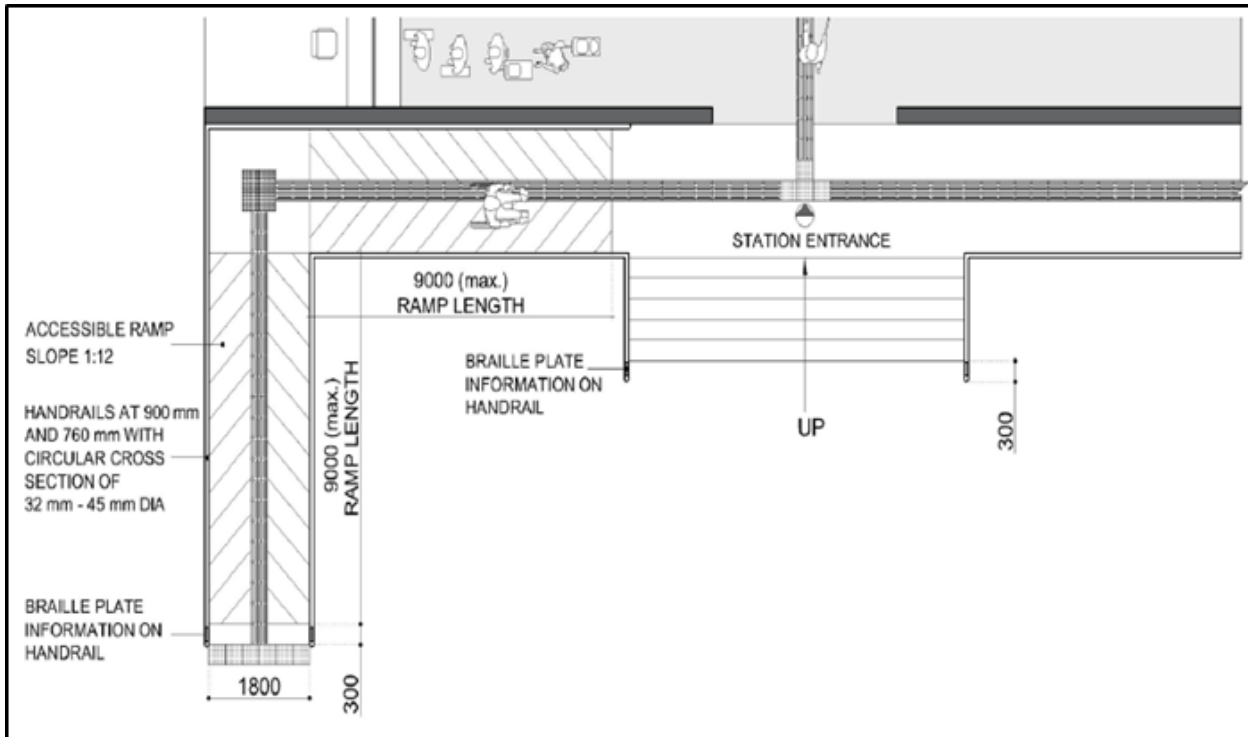 STATION ENTRANCE
9000 (max.)
RAMP LENGTH
ACCESSIBLE RAMP
SLOPE 1:12
HANDRAILS AT 900 mm
AND 760 mm WITH
CIRCULAR CROSS
SECTION OF
32 mm - 45 mm DIA
9000 (max.)
RAMP LENGTH
BRAILLE PLATE
INFORMATION ON
HANDRAIL
UP
300
BRAILLE PLATE
INFORMATION ON
HANDRAIL
1800
300